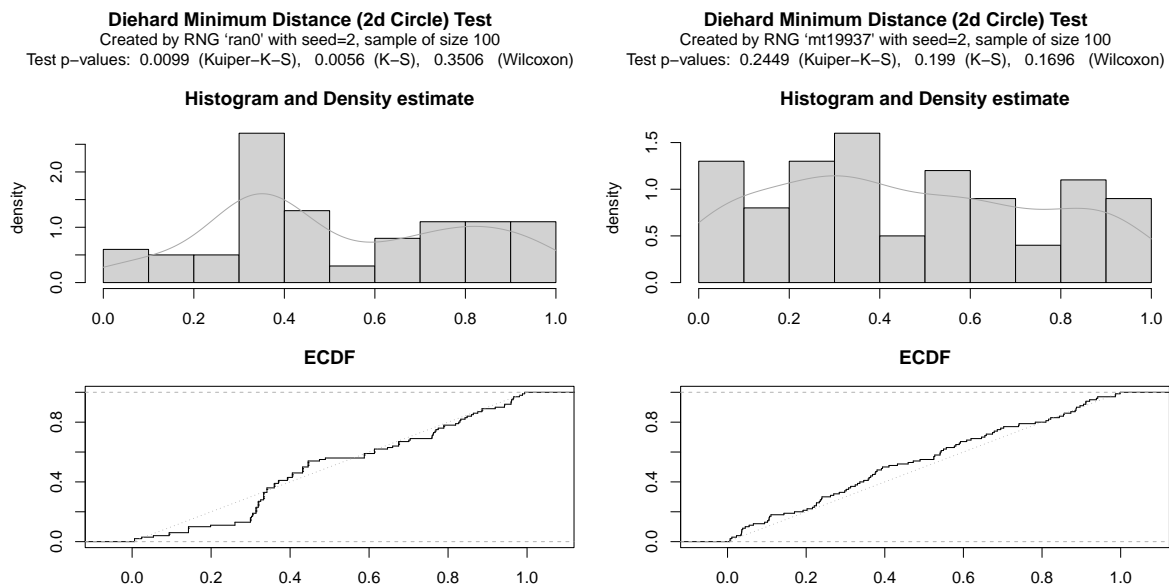 Diehard Minimum Distance (2d Circle) Test
Created by RNG ‘ran0’ with seed=2, sample of size 100
Test p−values: 0.0099 (Kuiper−K−S), 0.0056 (K−S), 0.3506 (Wilcoxon)
Histogram and Density estimate
density
2.0
1.0
0.0
0.0 0.2 0.4 0.6 0.8 1.0
ECDF
0.8
0.4
0.0
0.0 0.2 0.4 0.6 0.8 1.0
Diehard Minimum Distance (2d Circle) Test
Created by RNG ‘mt19937’ with seed=2, sample of size 100
Test p−values: 0.2449 (Kuiper−K−S), 0.199 (K−S), 0.1696 (Wilcoxon)
Histogram and Density estimate
density
1.5
1.0
0.5
0.0
0.0 0.2 0.4 0.6 0.8 1.0
ECDF
0.8
0.4
0.0
0.0 0.2 0.4 0.6 0.8 1.0